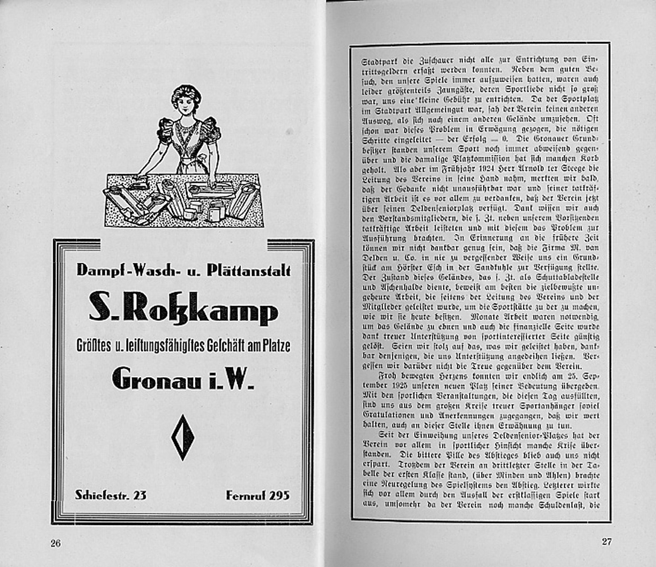 Dampf-Wasch- u. Plättanstalt
S. Roßkamp
Größtes u. leistungsfähigstes Geschäft am Platze
Gronau i. W.
Schiefestr. 23 Fernruf 295
26
Stadtpark die Zuschauer nicht alle zur Entrichtung von Ein-
trittsgeldern erfaßt werden konnten. Neben dem guten Be-
such, den unsere Spiele immer aufzuweisen hatten, waren auch
leider größtenteils Zaungäste, deren Sportliebe nicht so groß
war, uns eine kleine Gebühr zu entrichten. Da der Sportplatz
im Stadtpark Allgemeingut war, sah der Verein keinen anderen
Ausweg, als sich nach einem anderen Gelände umzusehen. Oft
schon war dieses Problem in Erwägung gezogen, die nötigen
Schritte eingeleitet — der Erfolg — 0. Die Gronauer Grund-
besitzer standen unserem Sport noch immer abweisend gegen-
über und die damalige Platzkommission hat sich manchen Korb
geholt. Als aber im Frühjahr 1924 Herr Arnold ter Steege die
Leitung des Vereins in seine Hand nahm, merkten wir bald,
daß der Gedanke nicht unausführbar war und seiner tatkräf-
tigen Arbeit ist es vor allem zu verdanken, daß der Verein jetzt
über seinen Deldenseniorplatz verfügt. Dank wissen wir auch
den Vorstandsmitgliedern, die z. Zt. neben unserem Vorsitzenden
tatkräftige Arbeit leisteten und mit diesem das Problem zur
Ausführung brachten. In Erinnerung an die frühere Zeit
können wir nicht dankbar genug sein, daß die Firma M. van
Delden u. Co. in nie zu vergessender Weise uns ein Grund-
stück am Hörster Esch in der Sandkuhle zur Verfügung stellte.
Der Zustand dieses Geländes, das z. Zt. als Schuttabladestelle
und Aschenhalde diente, beweist am besten die zielbewußte un-
geheure Arbeit, die seitens der Leitung des Vereins und der
Mitglieder geleistet wurde, um die Sportstätte zu der zu machen,
wie wir sie heute besitzen. Monate Arbeit waren notwendig,
um das Gelände zu ebnen und auch die finanzielle Seite wurde
dank treuer Unterstützung von sportinteressierter Seite günstig
gelöst. Seien wir stolz auf das, was wir geleistet haben, dank-
bar denjenigen, die uns Unterstützung angedeihen ließen. Ver-
gessen wir darüber nicht die Treue gegenüber dem Verein.
Froh bewegten Herzens konnten wir endlich am 25. Sep-
tember 1925 unseren neuen Platz seiner Bedeutung übergeben.
Mit den sportlichen Veranstaltungen, die diesen Tag ausfüllten,
sind uns aus dem großen Kreise treuer Sportanhänger soviel
Gratulationen und Anerkennungen zugegangen, daß wir wert
halten, auch an dieser Stelle ihnen Erwähnung zu tun.
Seit der Einweihung unseres Deldensenior-Platzes hat der
Verein vor allem in sportlicher Hinsicht manche Krise über-
standen. Die bittere Pille des Abstieges blieb auch uns nicht
erspart. Trotzdem der Verein an drittletzter Stelle in der Ta-
belle der ersten Klasse stand, (über Minden und Ahlen) brachte
eine Neuregelung des Spielsystems den Abstieg. Letzterer wirkte
sich vor allem durch den Ausfall der erstklassigen Spiele stark
aus, umsomehr da der Verein noch manche Schuldenlast, die
27